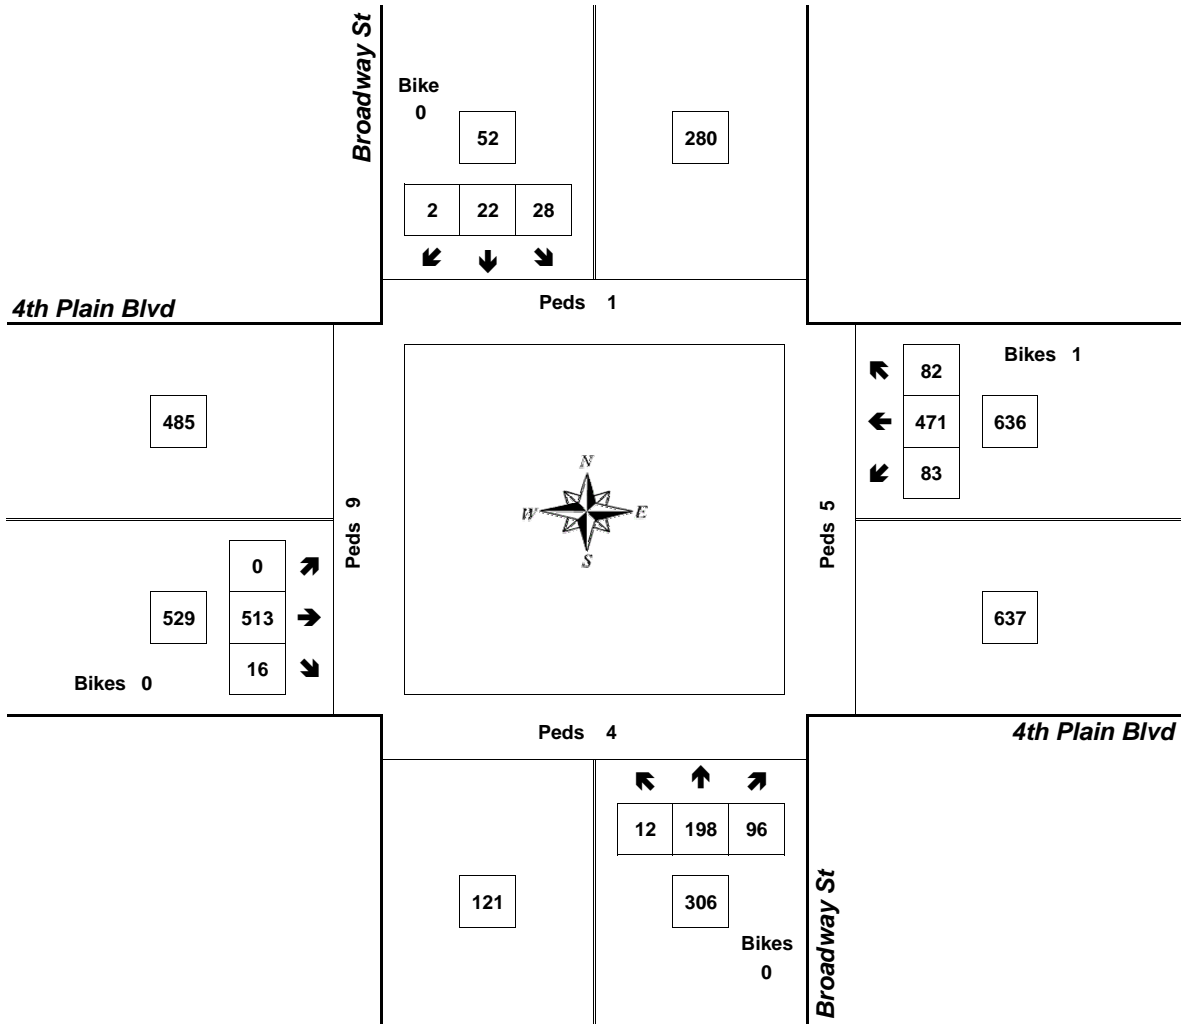 Broadway St
Bike
0
52
280
2 22 28
4th Plain Blvd
Peds 1
Bikes 1
82
485
471 636
83
N
W E
S
Peds 9
Peds 5
0
529 513
637
16
Bikes 0
Peds 4
4th Plain Blvd
12 198 96
121
306
Broadway St
Bikes
0